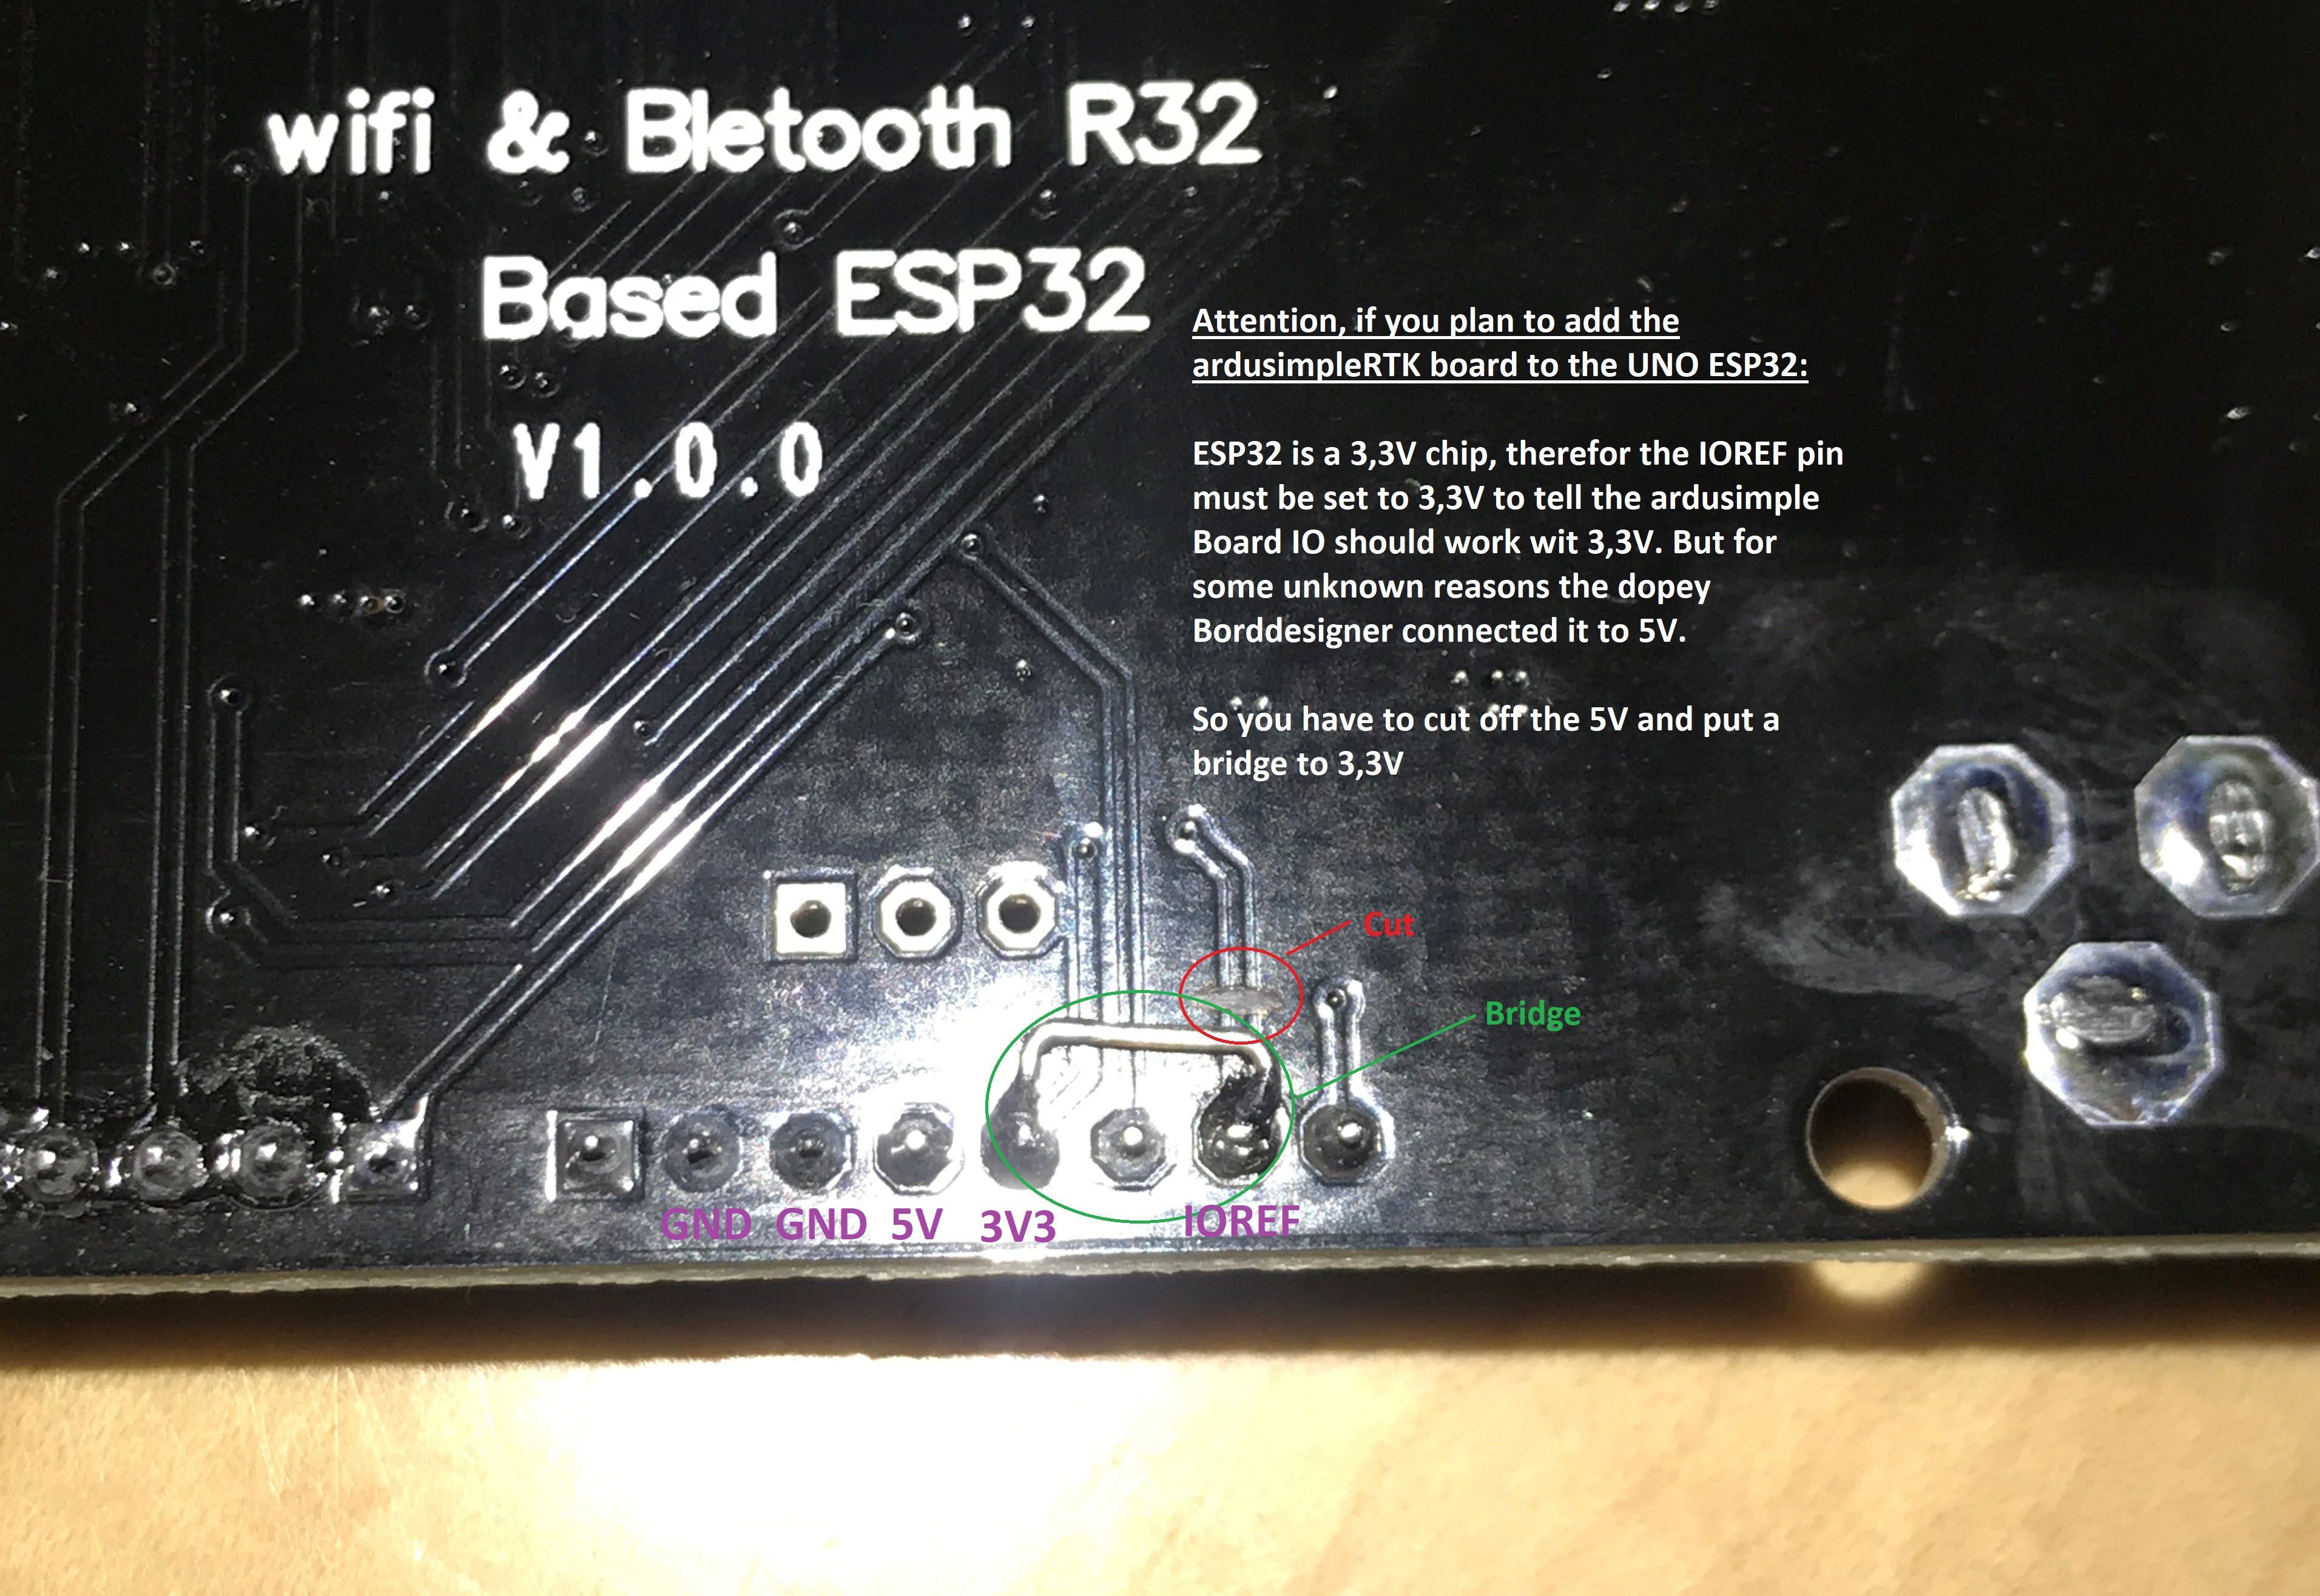 wifi & Bletooth R32
Based ESP32
V1.0.0
Attention, if you plan to add the
ardusimpleRTK board to the UNO ESP32:
ESP32 is a 3,3V chip, therefor the IOREF pin
must be set to 3,3V to tell the ardusimple
Board IO should work wit 3,3V. But for
some unknown reasons the dopey
Borddesigner connected it to 5V.
So you have to cut off the 5V and put a
bridge to 3,3V
Cut
Bridge
GND GND 5V 3V3 IOREF